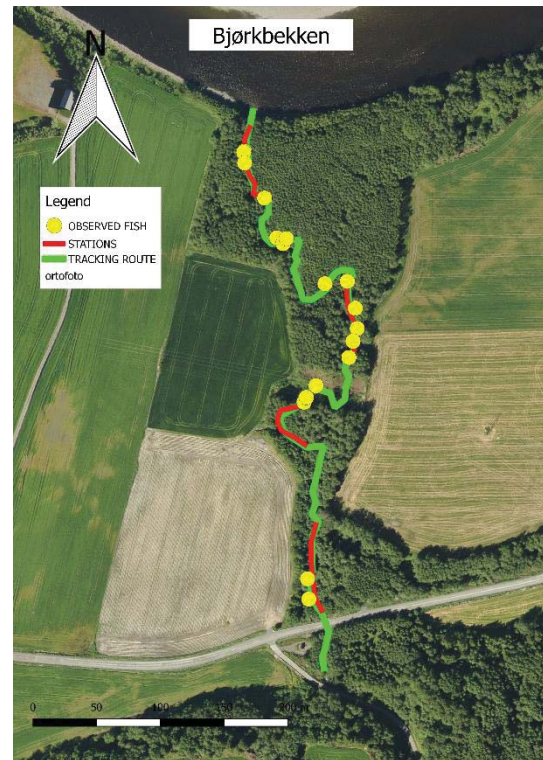 Bjørkbekken
N
Legend
OBSERVED FISH
STATIONS
TRACKING ROUTE
ortofoto
0 50 100 150 200 m